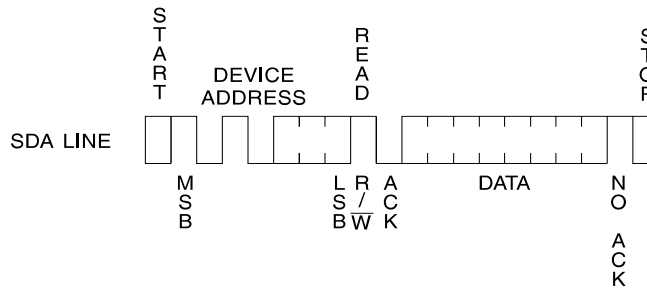 START
DEVICE
ADDRESS
READ
SDA LINE
MSB
LSB
R/W
ACK
DATA
NO ACK